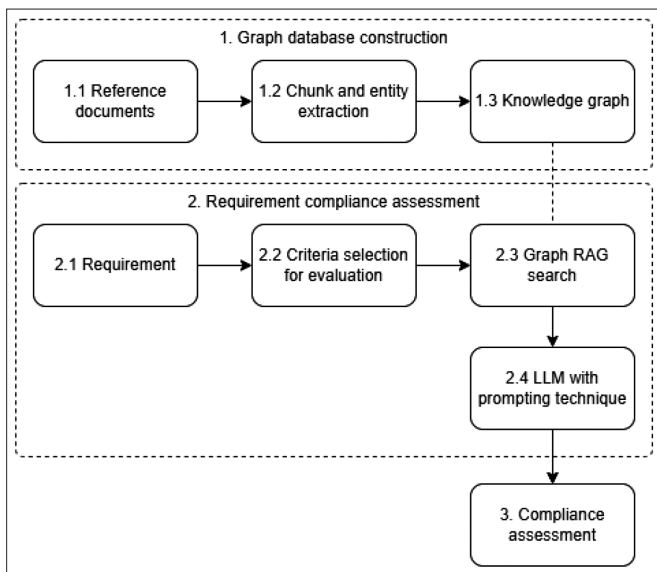 1. Graph database construction
1.1 Reference
documents
1.2 Chunk and entity
extraction
1.3 Knowledge graph
2. Requirement compliance assessment
2.1 Requirement
2.2 Criteria selection
for evaluation
2.3 Graph RAG
search
2.4 LLM with
prompting technique
3. Compliance
assessment